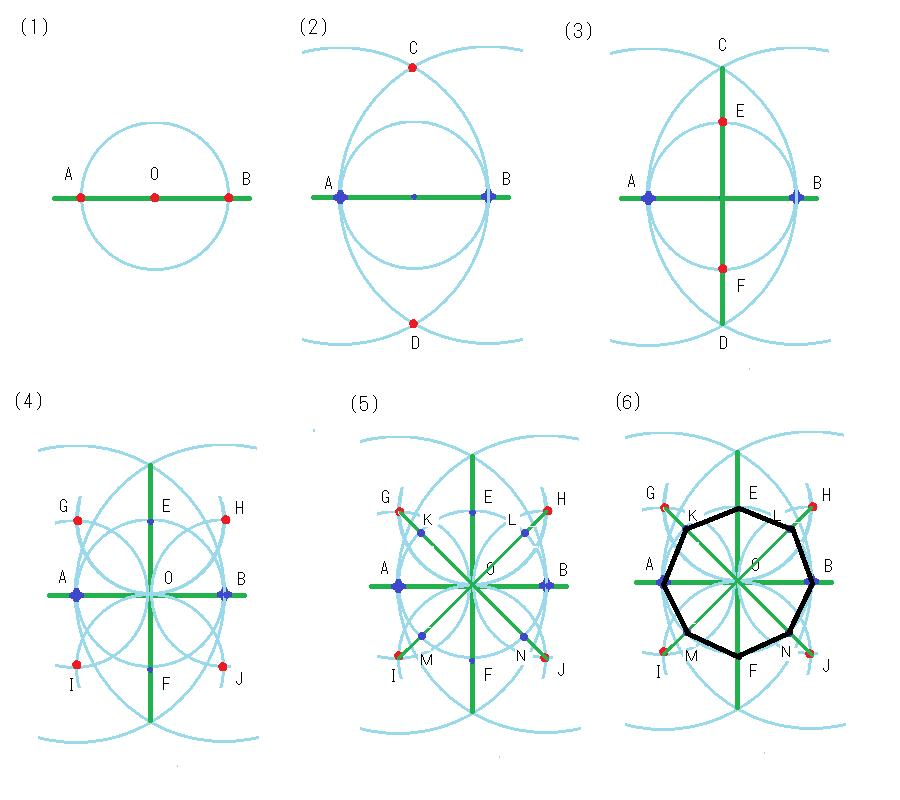 (1)
A O B
(2)
C
A B
D
(3)
C
E
A B
F
D
(4)
G E H
A O B
I F J
(5)
G E H
K L
A O B
M N
I F J
(6)
G E H
K L
A O B
M N
I F J